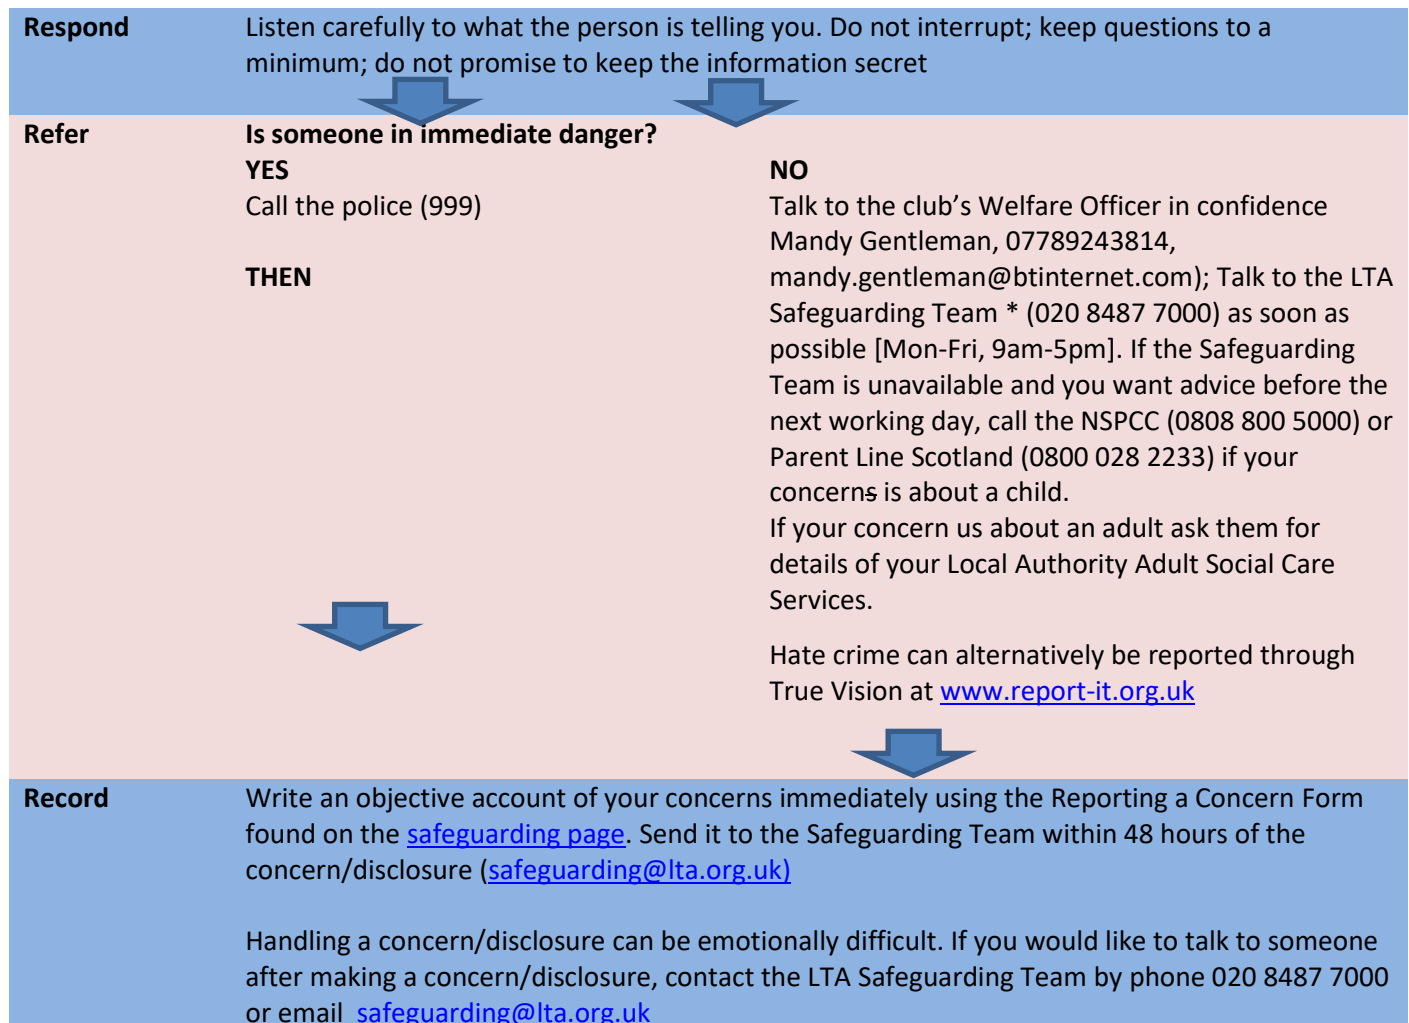 Respond
Listen carefully to what the person is telling you. Do not interrupt; keep questions to a
minimum; do not promise to keep the information secret
Refer
Is someone in immediate danger?
YES
Call the police (999)
THEN
NO
Talk to the club’s Welfare Officer in confidence
Mandy Gentleman, 07789243814,
mandy.gentleman@btinternet.com); Talk to the LTA
Safeguarding Team * (020 8487 7000) as soon as
possible [Mon-Fri, 9am-5pm]. If the Safeguarding
Team is unavailable and you want advice before the
next working day, call the NSPCC (0808 800 5000) or
Parent Line Scotland (0800 028 2233) if your
concerns is about a child.
If your concern us about an adult ask them for
details of your Local Authority Adult Social Care
Services.
Hate crime can alternatively be reported through
True Vision at www.report-it.org.uk
Record
Write an objective account of your concerns immediately using the Reporting a Concern Form
found on the safeguarding page. Send it to the Safeguarding Team within 48 hours of the
concern/disclosure (safeguarding@lta.org.uk)
Handling a concern/disclosure can be emotionally difficult. If you would like to talk to someone
after making a concern/disclosure, contact the LTA Safeguarding Team by phone 020 8487 7000
or email safeguarding@lta.org.uk